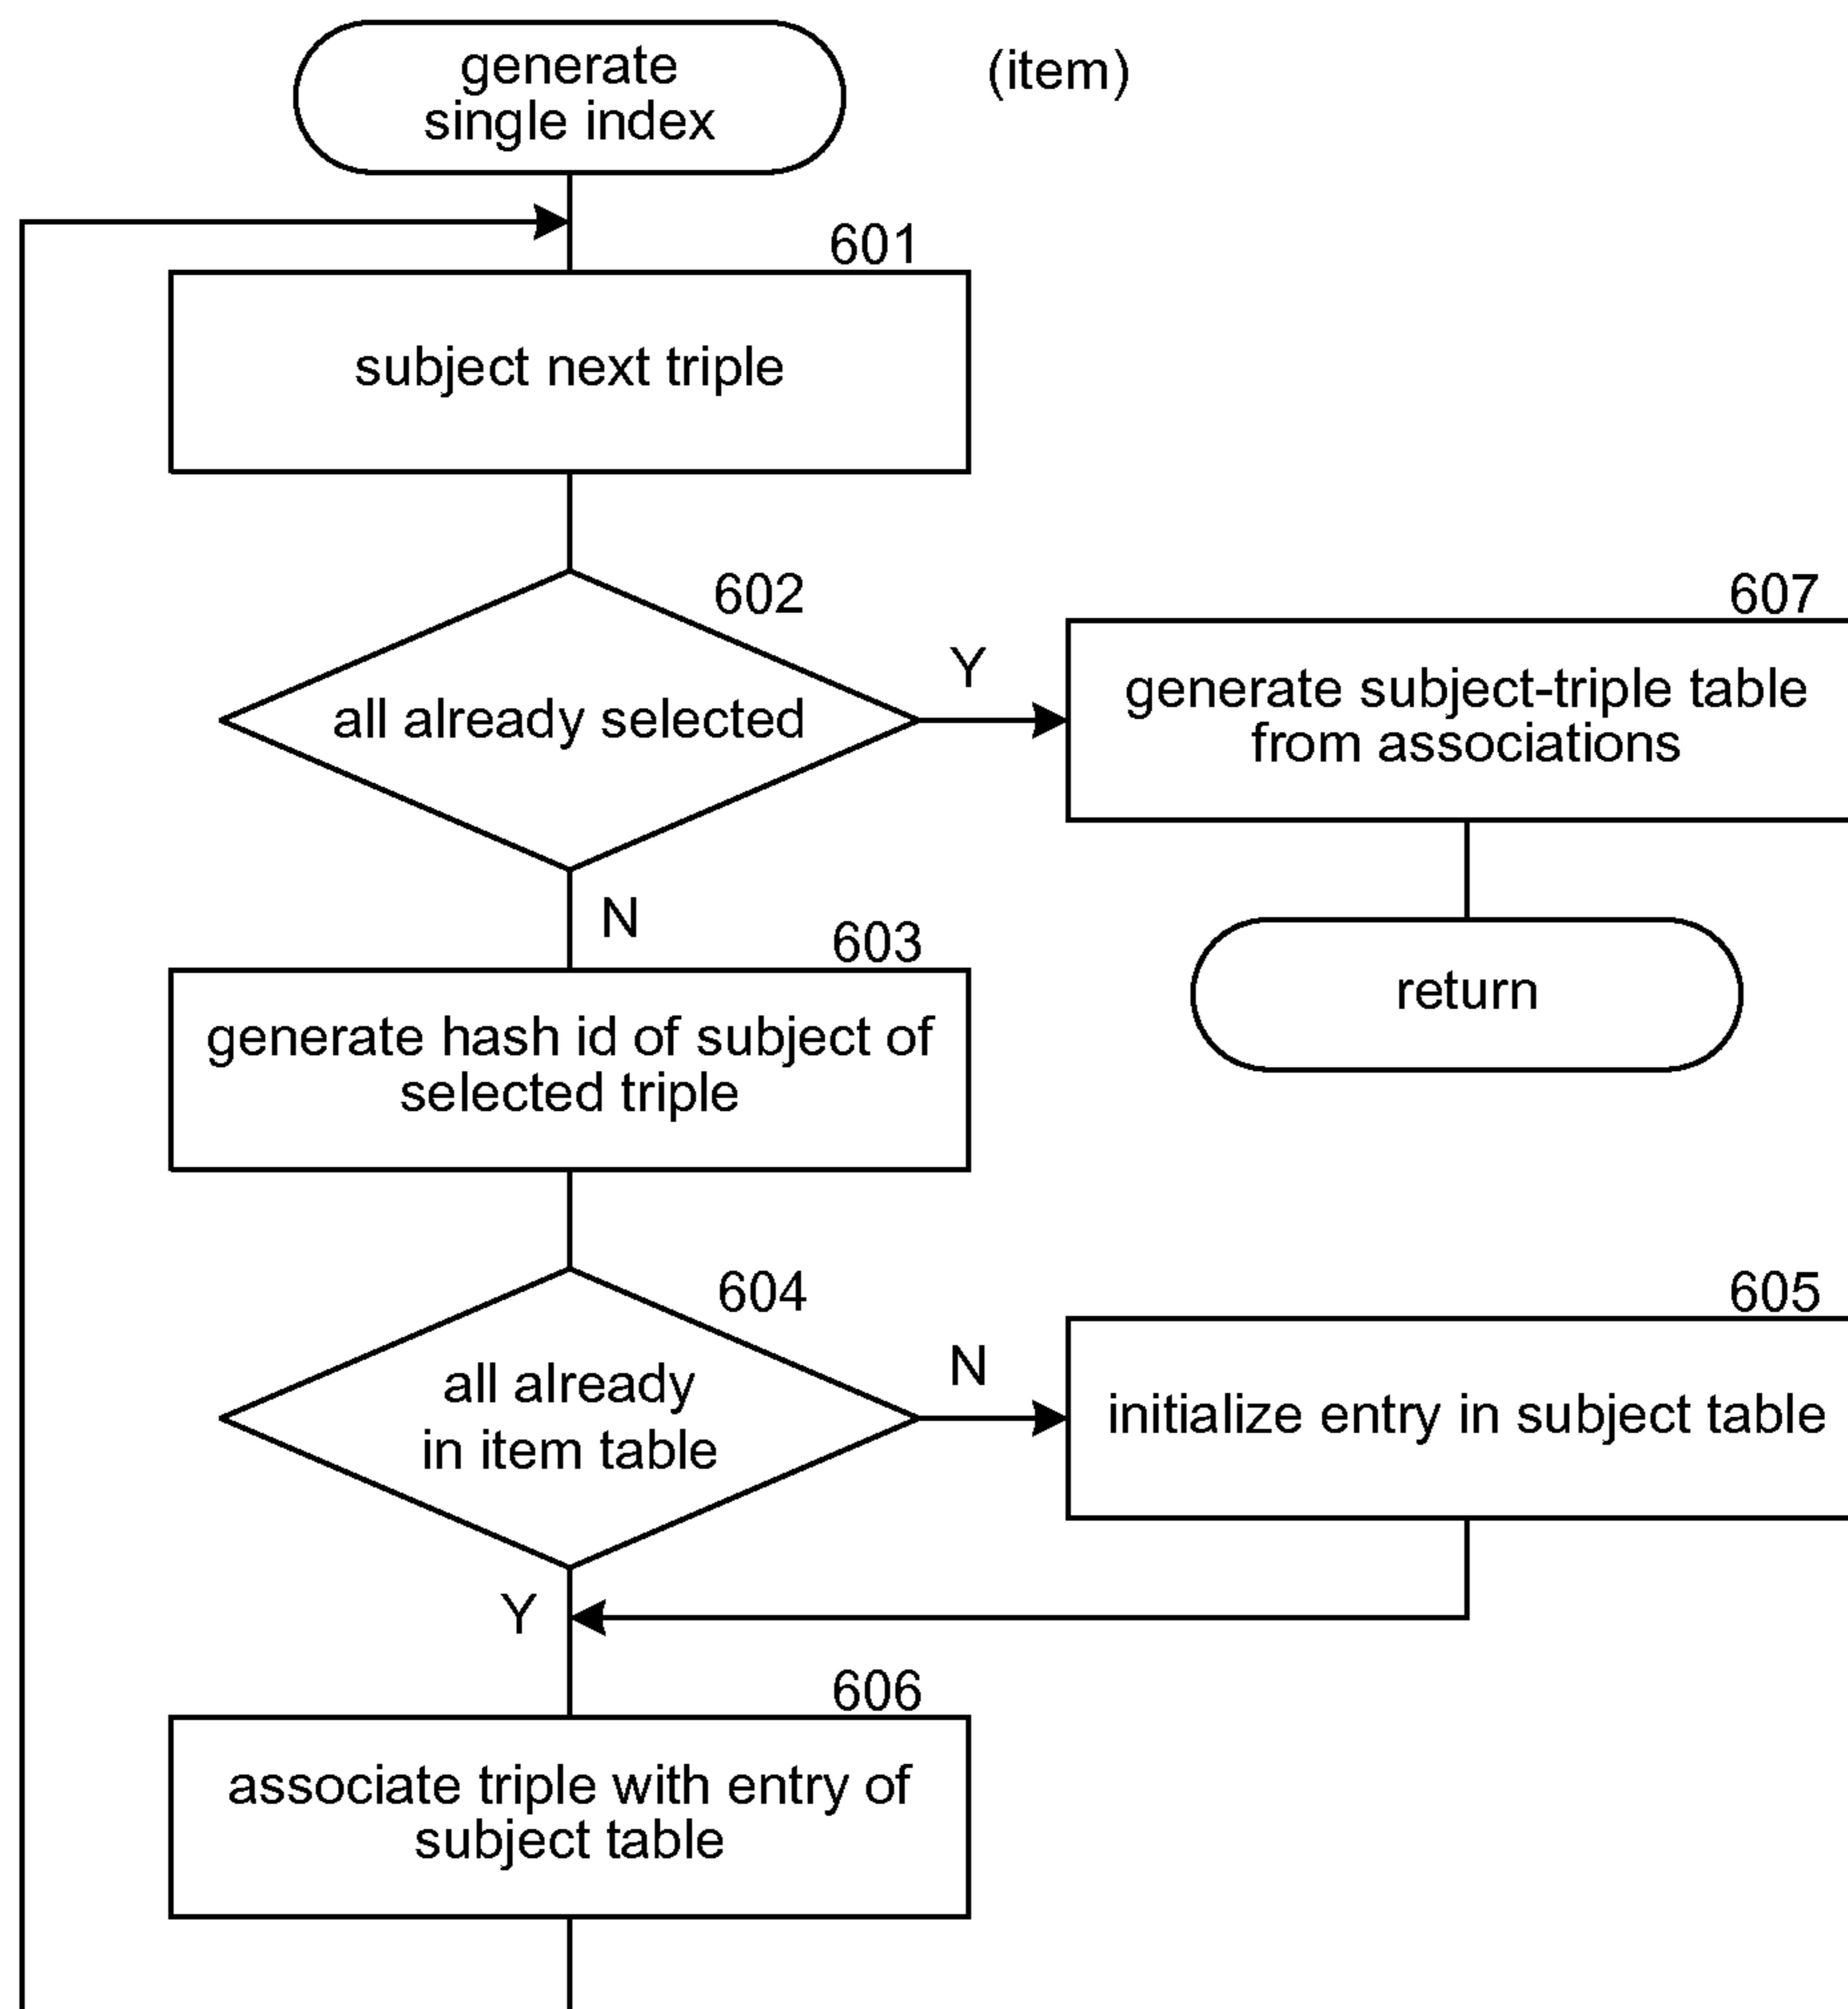 generate
single index
(item)
601
subject next triple
602
all already selected
Y
607
generate subject-triple table
from associations
N
603
generate hash id of subject of
selected triple
return
604
all already
in item table
N
605
initialize entry in subject table
Y
606
associate triple with entry of
subject table